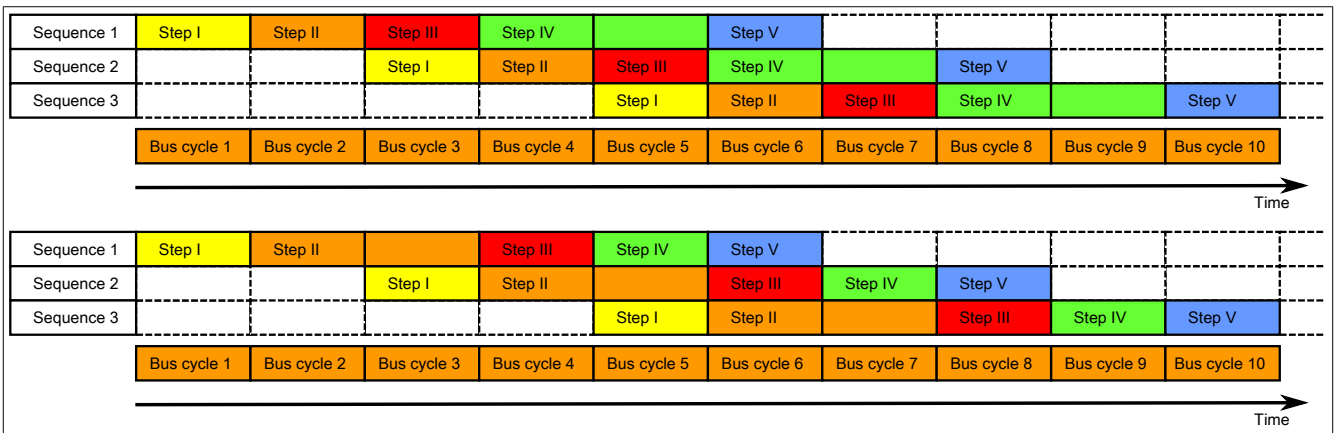 Sequence 1 Step I Step II Step III Step IV Step V
Sequence 2 Step I Step II Step III Step IV Step V
Sequence 3 Step I Step II Step III Step IV Step V
Bus cycle 1 Bus cycle 2 Bus cycle 3 Bus cycle 4 Bus cycle 5 Bus cycle 6 Bus cycle 7 Bus cycle 8 Bus cycle 9 Bus cycle 10
Time
Sequence 1 Step I Step II Step III Step IV Step V
Sequence 2 Step I Step II Step III Step IV Step V
Sequence 3 Step I Step II Step III Step IV Step V
Bus cycle 1 Bus cycle 2 Bus cycle 3 Bus cycle 4 Bus cycle 5 Bus cycle 6 Bus cycle 7 Bus cycle 8 Bus cycle 9 Bus cycle 10
Time